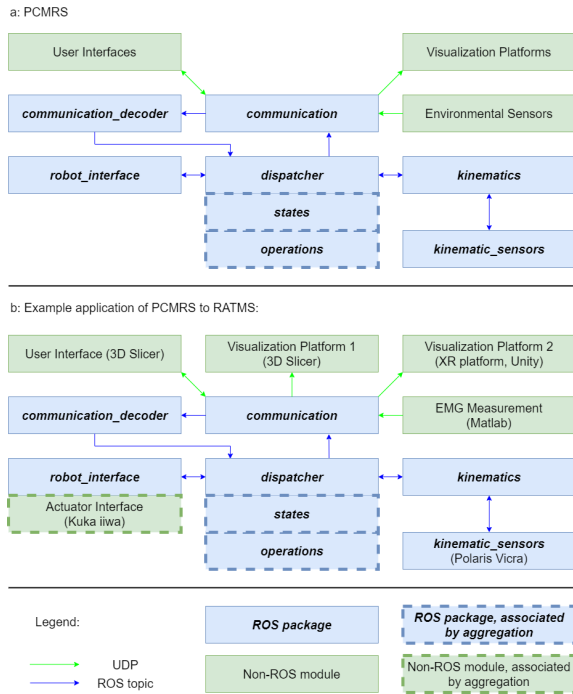 a: PCMRS
User Interfaces
Visualization Platforms
communication_decoder
communication
Environmental Sensors
robot_interface
dispatcher
kinematics
states
operations
kinematic_sensors
b: Example application of PCMRS to RATMS:
User Interface (3D Slicer)
Visualization Platform 1
(3D Slicer)
Visualization Platform 2
(XR platform, Unity)
communication_decoder
communication
EMG Measurement
(Matlab)
robot_interface
dispatcher
kinematics
Actuator Interface
(Kuka iiwa)
states
operations
kinematic_sensors
(Polaris Vicra)
Legend:
ROS package
ROS package, associated
by aggregation
UDP
ROS topic
Non-ROS module
Non-ROS module, associated
by aggregation